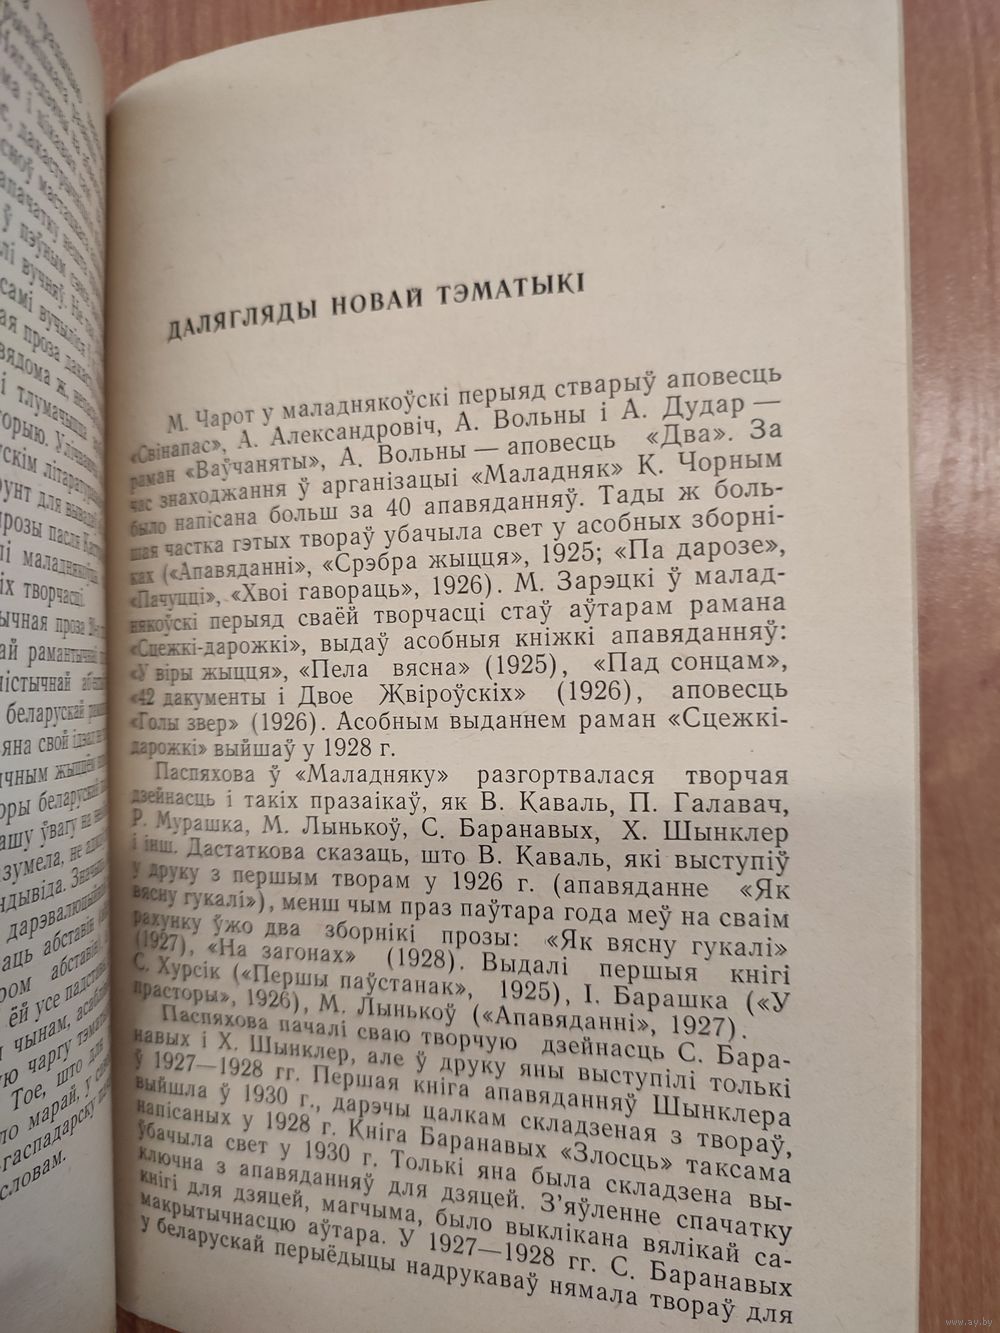 ДАЛЯГЛЯДЫ НОВАЙ ТЭМАТЫКІ
М. Чарот у маладнякоўскі перыяд стварыў аповесць
«Свінапас», А. Александровіч, А. Вольны і А. Дудар —
раман «Ваўчаняты», А. Вольны — аповесць «Два». За
час знаходжання ў арганізацыі «Маладняк» К. Чорным
было напісана больш за 40 апавяданняў. Тады ж боль-
шая частка гэтых твораў убачыла свет у асобных зборні-
ках («Апавяданні», «Срэбра жыцця», 1925; «Па дарозе»,
«Пачуцці», «Хвоі гавораць», 1926). М. Зарэцкі ў малад-
някоўскі перыяд сваёй творчасці стаў аўтарам рамана
«Сцежкі-дарожкі», выдаў асобныя кніжкі апавяданняў:
«У віры жыцця», «Пела вясна» (1925), «Пад сонцам»,
«42 дакументы і Двое Жвіроўскіх» (1926), аповесць
«Голы звер» (1926). Асобным выданнем раман «Сцежкі-
дарожкі» выйшаў у 1928 г.
Паспяхова ў «Маладняку» разгортвалася творчая
дзейнасць і такіх празаікаў, як В. Каваль, П. Галавач,
Р. Мурашка, М. Лынькоў, С. Баранавых, Х. Шынклер
і інш. Дастаткова сказаць, што В. Каваль, які выступіў
у друку з першым творам у 1926 г. (апавяданне «Як
вясну гукалі»), менш чым праз паўтара года меў на сваім
рахунку ўжо два зборнікі прозы: «Як вясну гукалі»
(1927), «На загонах» (1928). Выдалі першыя кнігі
С. Хурсік («Першы паўстанак», 1925), І. Барашка («У
прасторы», 1926), М. Лынькоў («Апавяданні», 1927).
Паспяхова пачалі сваю творчую дзейнасць С. Бара-
навых і Х. Шынклер, але ў друку яны выступілі толькі
ў 1927—1928 гг. Першая кніга апавяданняў Шынклера
выйшла ў 1930 г., дарэчы цалкам складзеная з твораў,
напісаных у 1928 г. Кніга Баранавых «Злосць» таксама
ўбачыла свет у 1930 г. Толькі яна была складзена вы-
ключна з апавяданняў для дзяцей. З’яўленне спачатку
кнігі для дзяцей, магчыма, было выклікана вялікай са-
макрытычнасцю аўтара. У 1927—1928 гг. С. Баранавых
у беларускай перыёдыцы надрукаваў нямала твораў для
www.ay.by